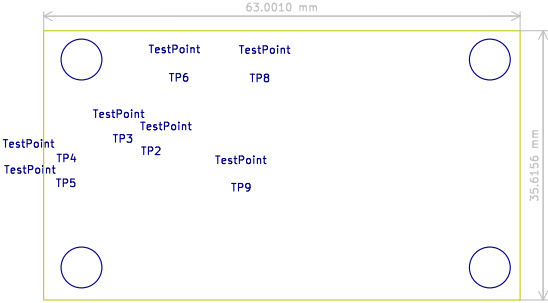 63.0010 mm
TestPoint
TP6
TestPoint
TP8
TestPoint
TP3
TestPoint
TP2
TestPoint
TP4
TestPoint
TP5
TestPoint
TP9
35.6156 mm